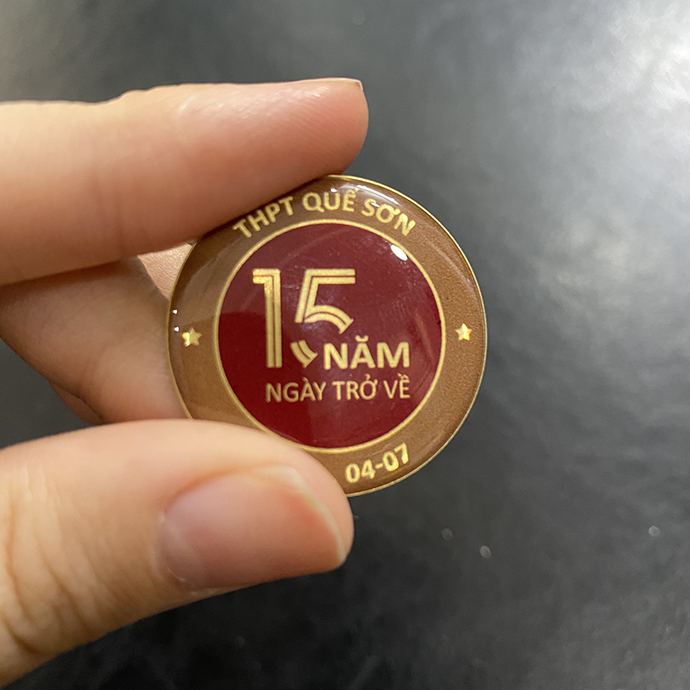 THPT QUẾ SƠN
15
NĂM
NGÀY TRỞ VỀ
04-07